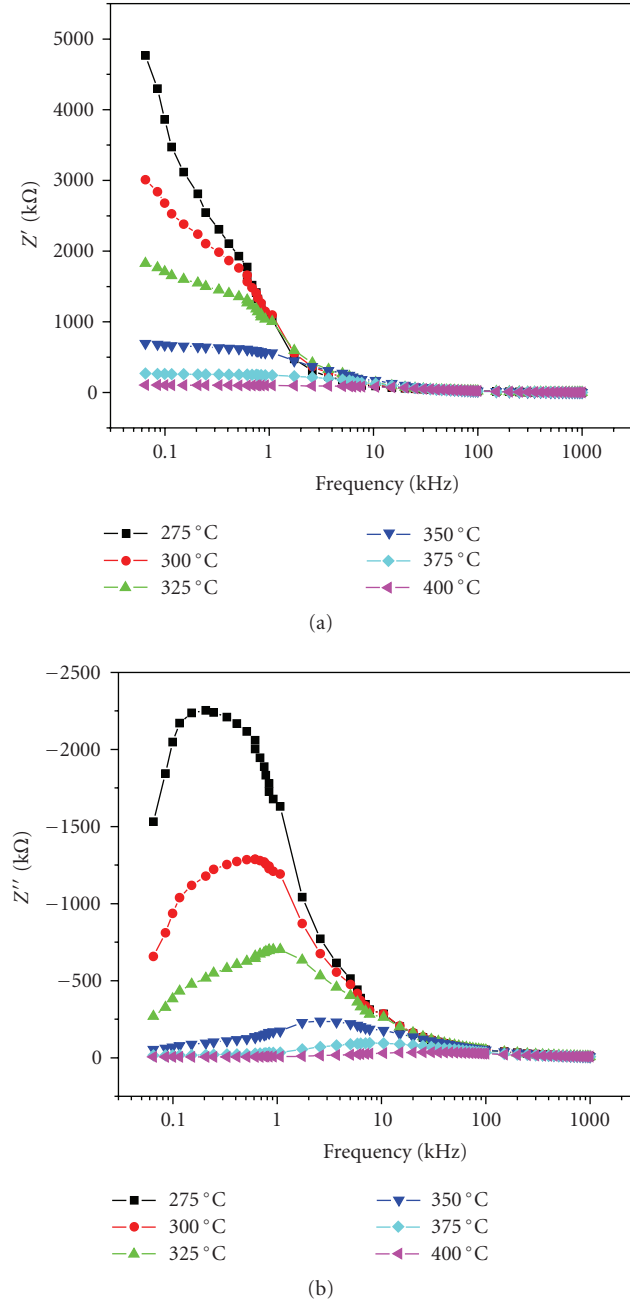 5000
4000
3000
2000
1000
0
Z′ (kΩ)
0.1 1 10 100 1000
Frequency (kHz)
275 °C
300 °C
325 °C
350 °C
375 °C
400 °C
(a)
−2500
−2000
−1500
−1000
−500
0
Z′′ (kΩ)
0.1 1 10 100 1000
Frequency (kHz)
275 °C
300 °C
325 °C
350 °C
375 °C
400 °C
(b)